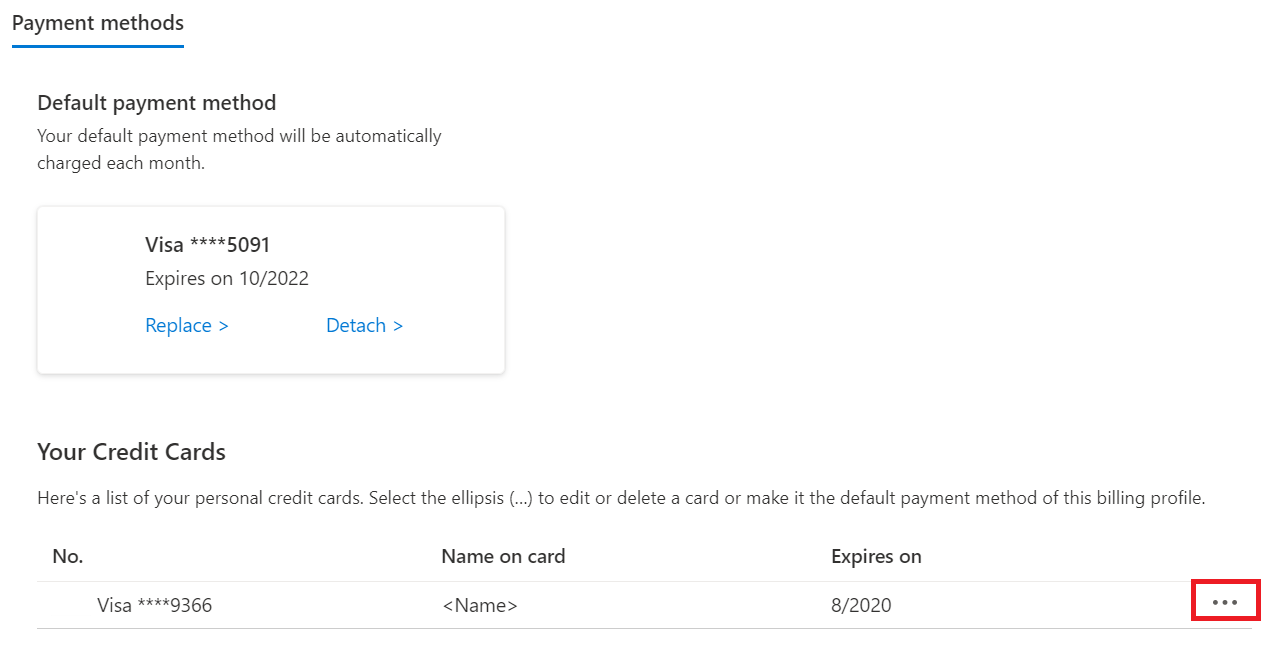 Payment methods
Default payment method
Your default payment method will be automatically
charged each month.
Visa ****5091
Expires on 10/2022
Replace > Detach >
Your Credit Cards
Here's a list of your personal credit cards. Select the ellipsis (...) to edit or delete a card or make it the default payment method of this billing profile.
No. Name on card Expires on
Visa ****9366 <Name> 8/2020 •••